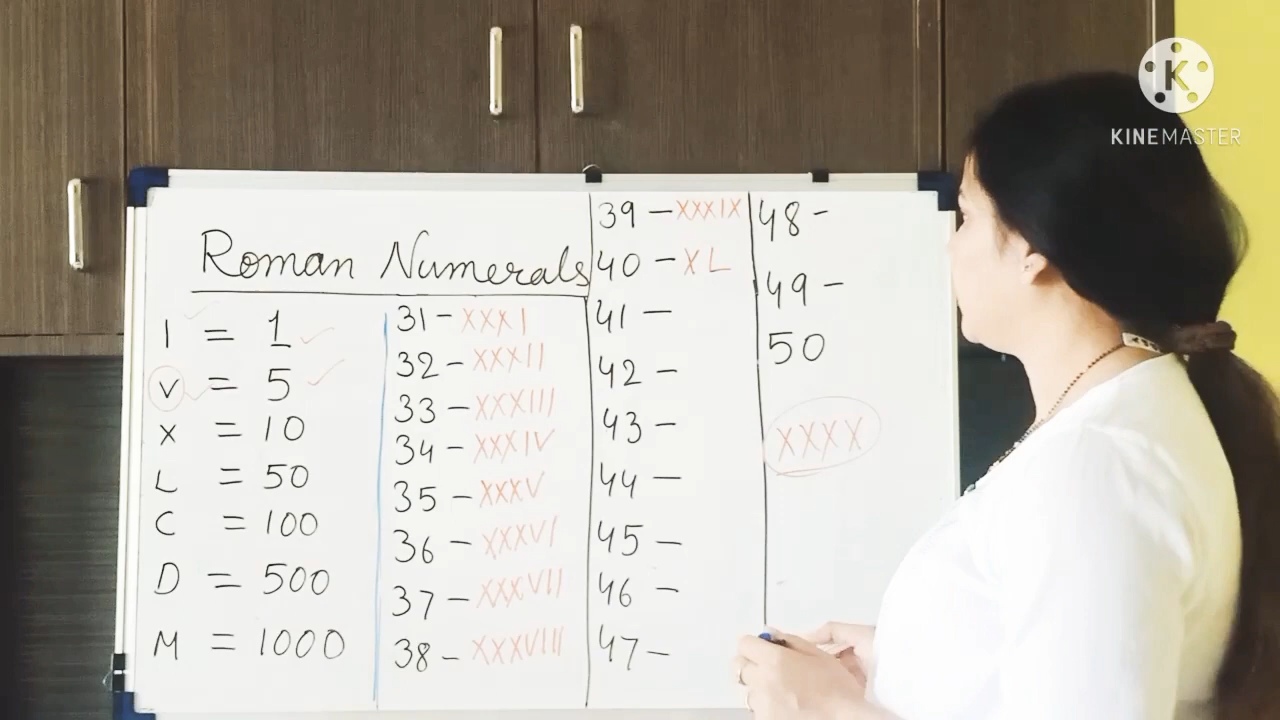 Roman Numerals
I = 1
V = 5
X = 10
L = 50
C = 100
D = 500
M = 1000
31 - XXXI
32 - XXXII
33 - XXXIII
34 - XXXIV
35 - XXXV
36 - XXXVI
37 - XXXVII
38 - XXXVIII
39 - XXXIX
40 - XL
41 -
42 -
43 -
44 -
45 -
46 -
47 -
48 -
49 -
50
XXXX
K
KINEMASTER